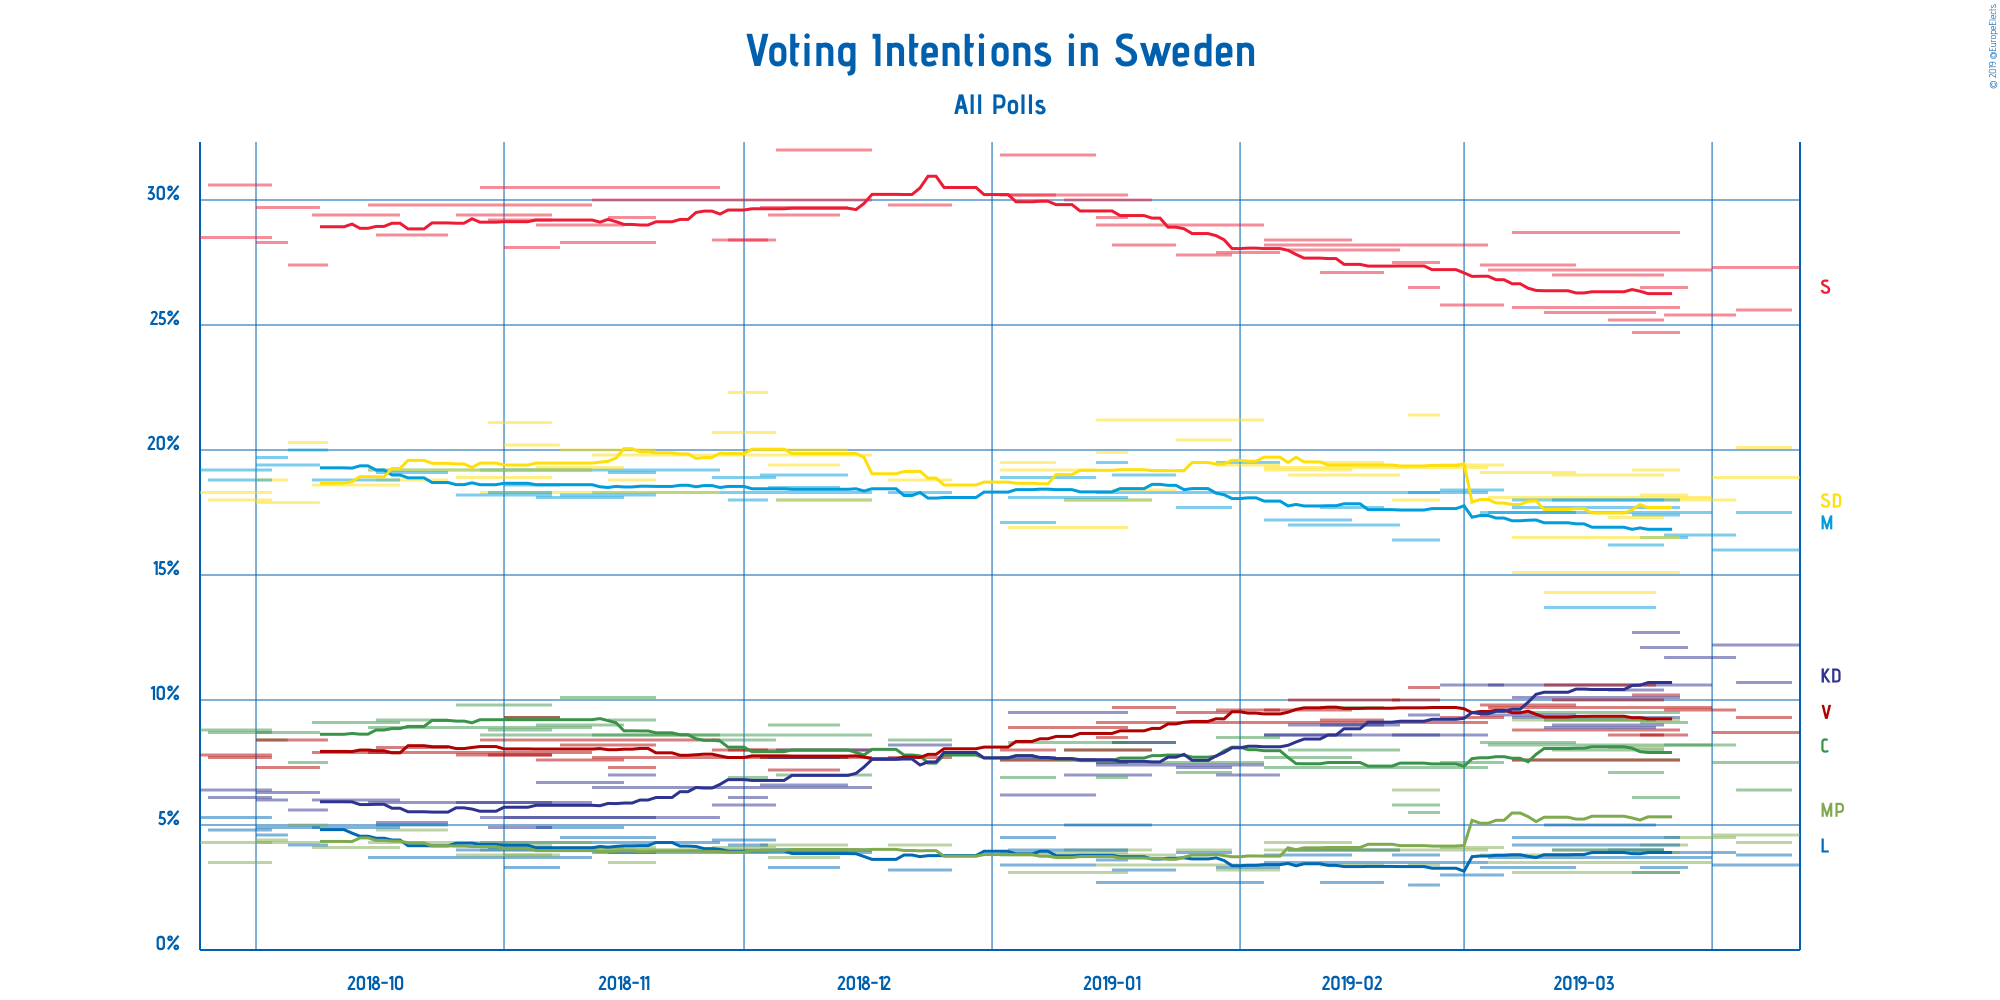 Voting Intentions in Sweden
All Polls
© 2019 @EuropeElects
30%
25%
20%
15%
10%
5%
0%
S
SD
M
KD
V
C
MP
L
2018-10 2018-11 2018-12 2019-01 2019-02 2019-03